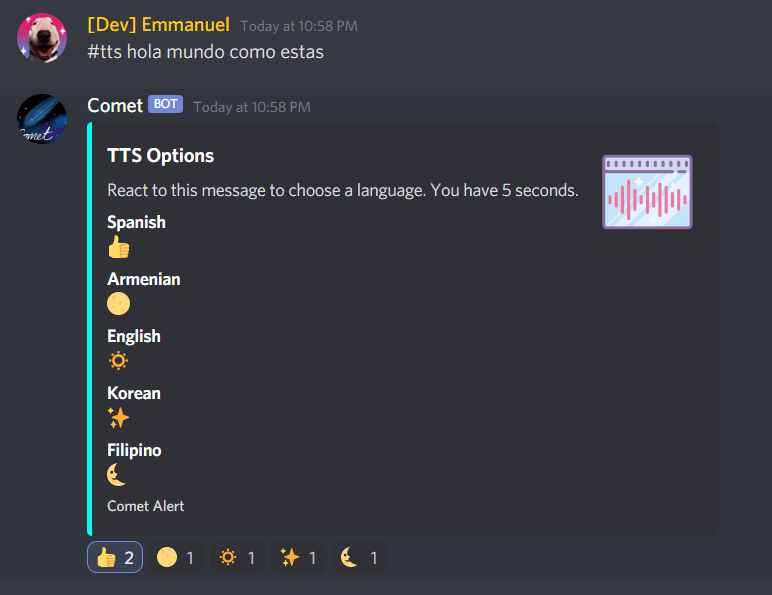 [Dev] Emmanuel Today at 10:58 PM
#tts hola mundo como estas
Comet BOT Today at 10:58 PM
TTS Options
React to this message to choose a language. You have 5 seconds.
Spanish
👍
Armenian
🌕
English
🔅
Korean
✨
Filipino
🌜
Comet Alert
👍 2 🌕 1 🔅 1 ✨ 1 🌜 1